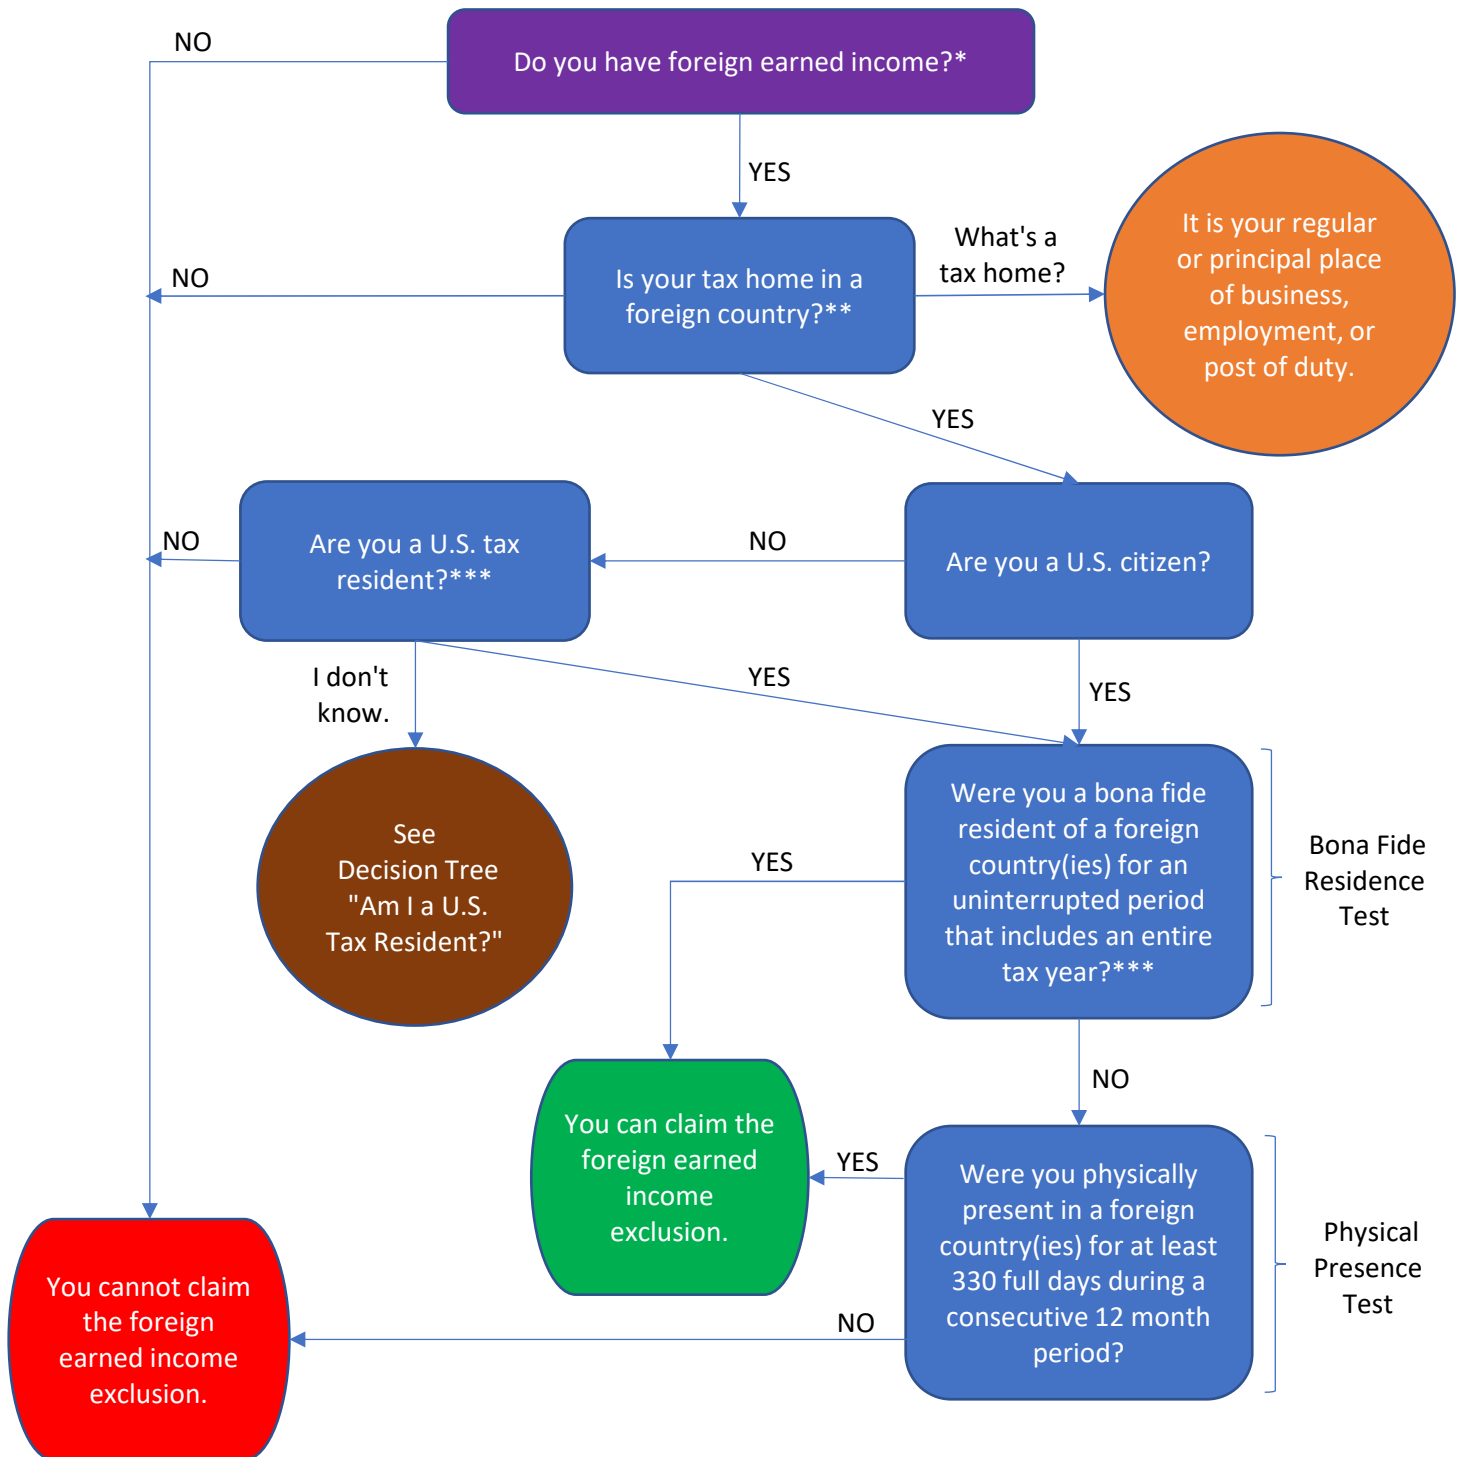 NO
Do you have foreign earned income?*
YES
NO
Is your tax home in a
foreign country?**
What's a
tax home?
It is your regular
or principal place
of business,
employment, or
post of duty.
YES
NO
Are you a U.S. tax
resident?***
NO
Are you a U.S. citizen?
I don't
know.
YES
YES
See
Decision Tree
"Am I a U.S.
Tax Resident?"
YES
Were you a bona fide
resident of a foreign
country(ies) for an
uninterrupted period
that includes an entire
tax year?***
Bona Fide
Residence
Test
NO
You can claim the
foreign earned
income
exclusion.
YES
Were you physically
present in a foreign
country(ies) for at least
330 full days during a
consecutive 12 month
period?
Physical
Presence
Test
NO
You cannot claim
the foreign
earned income
exclusion.